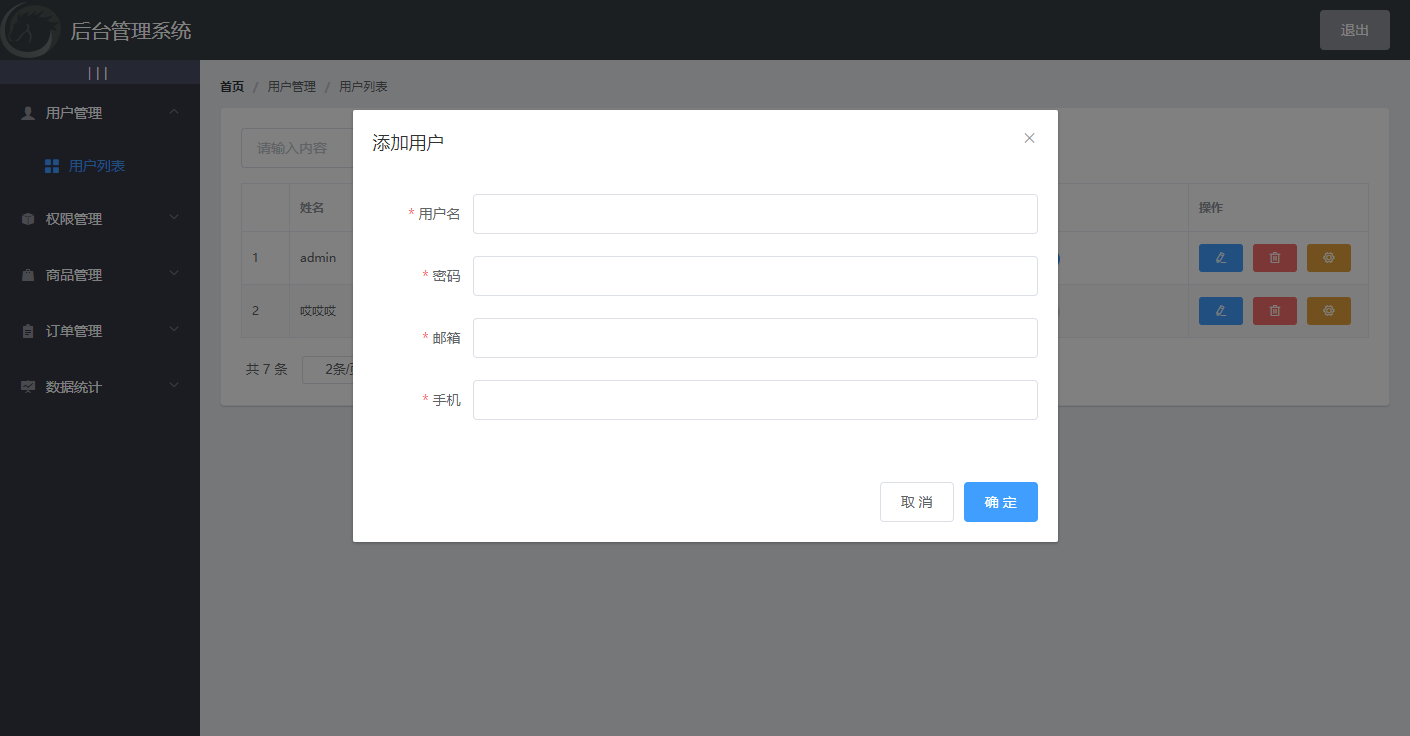 后台管理系统
退出
|||
首页 / 用户管理 / 用户列表
用户管理
用户列表
权限管理
商品管理
订单管理
数据统计
请输入内容
姓名
操作
1 admin
2 哎哎哎
共 7 条
2条/
添加用户
* 用户名
* 密码
* 邮箱
* 手机
取 消
确 定